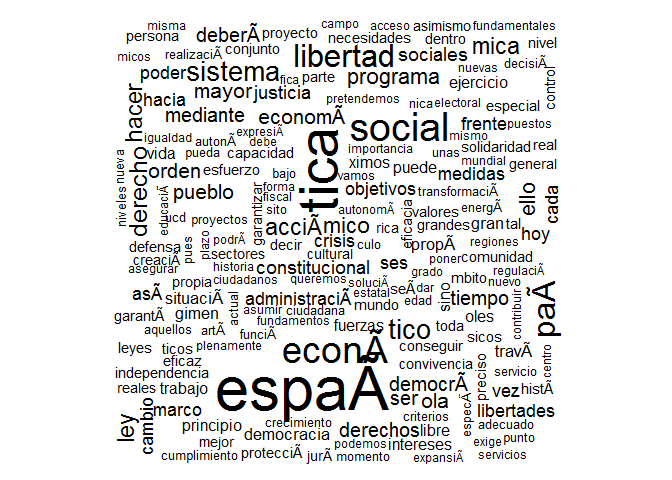 misma
campo
acceso
asimismo
fundamentales
persona
deberÃ
proyecto
necesidades
dentro
mica
nivel
micos
realizaciÃ
conjunto
libertad
sociales
nuevas
decisiÃ
poder
sistema
fica
parte
programa
ejercicio
control
hacia
mayor
justicia
pretendemos
nica
electoral
especial
puestos
hacer
mediante
economÃ
tica
social
frente
mismo
igualdad
autonÃ
expresiÃ
debe
importancia
unas
solidaridad
real
nueva
vida
pueda
capacidad
ximos
puede
mundial
general
niveles
derecho
orden
esfuerzo
bajo
vamos
medidas
educaciÃ
pueblo
forma
fiscal
objetivos
transformaciÃ
ello
cada
ucd
proyectos
garantizar
sito
autonomÃ
valores
energÃ
pues
plazo
podrÃ
acciÃ
mico
rica
eficacia
grandes
gran
tal
hoy
defensa
sectores
decir
crisis
culo
propÃ
regiones
creaciÃ
historia
cultural
poner
comunidad
asegurar
constitucional
ses
grado
mbito
regulaciÃ
propia
ciudadanos
queremos
soluciÃ
seÃ
dar
sino
nuevo
asÃ
situaciÃ
actual
administraciÃ
estatal
mundo
edad
tiempo
contribuir
paÃ
garantÃ
gimen
asumir
ciudadana
fuerzas
tico
toda
oles
aquellos
artÃ
funciÃ
fundamentos
sicos
leyes
ticos
plenamente
econÃ
conseguir
travÃ
centro
eficaz
convivencia
independencia
espaÃ
democrÃ
preciso
servicio
reales
trabajo
ser
ola
vez
histÃ
ley
cambio
marco
criterios
especÃ
libertades
principio
crecimiento
derechos
libre
adecuado
mejor
democracia
podemos
intereses
exige
punto
cumplimiento
protecciÃ
jurÃ
momento
expansiÃ
servicios